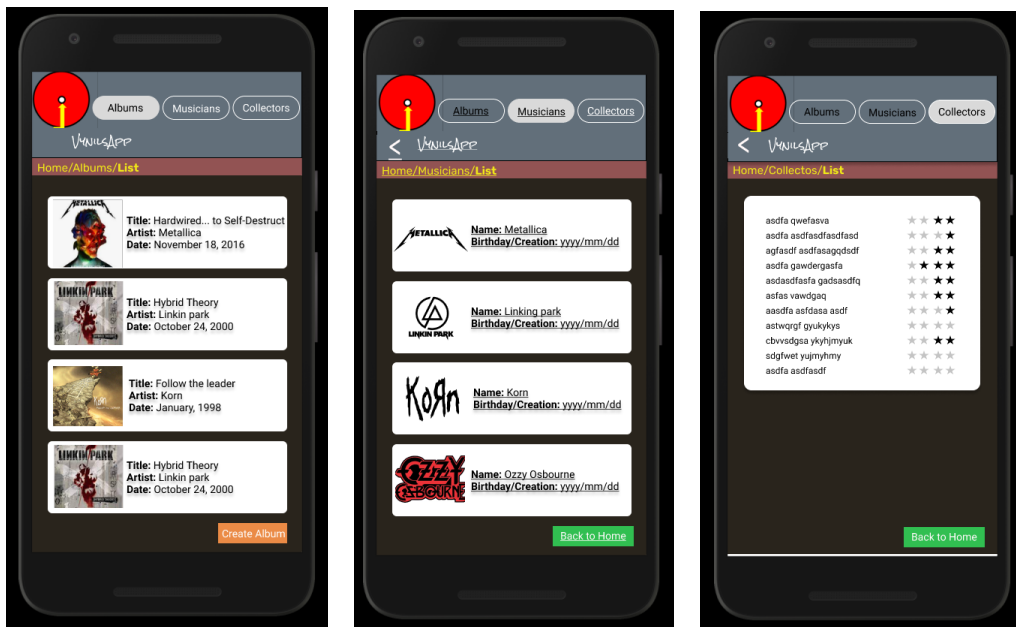 Albums Musicians Collectors
VynilsApp
Home/Albums/List
METALLICA
Title: Hardwired... to Self-Destruct
Artist: Metallica
Date: November 18, 2016
LINKIN PARK
Title: Hybrid Theory
Artist: Linkin park
Date: October 24, 2000
Title: Follow the leader
Artist: Korn
Date: January, 1998
LINKIN PARK
Title: Hybrid Theory
Artist: Linkin park
Date: October 24, 2000
Create Album
Albums Musicians Collectors
< VynilsApp
Home/Musicians/List
METALLICA
Name: Metallica
Birthday/Creation: yyyy/mm/dd
LINKIN PARK
Name: Linking park
Birthday/Creation: yyyy/mm/dd
KoЯn
Name: Korn
Birthday/Creation: yyyy/mm/dd
OZZY
OSBOURNE
Name: Ozzy Osbourne
Birthday/Creation: yyyy/mm/dd
Back to Home
Albums Musicians Collectors
< VynilsApp
Home/Collectos/List
asdfa qwefasva
asdfa asdfasdfasdfasd
agfasdf asdfasagqdsdf
asdfa gawdergasfa
asdasdfasfa gadsasdfq
asfas vawdgaq
aasdfa asfdasa asdf
astwqrgf gyukykys
cbvvsdgsa ykyhjmyuk
sdgfwet yujmyhmy
asdfa asdfasdf
Back to Home